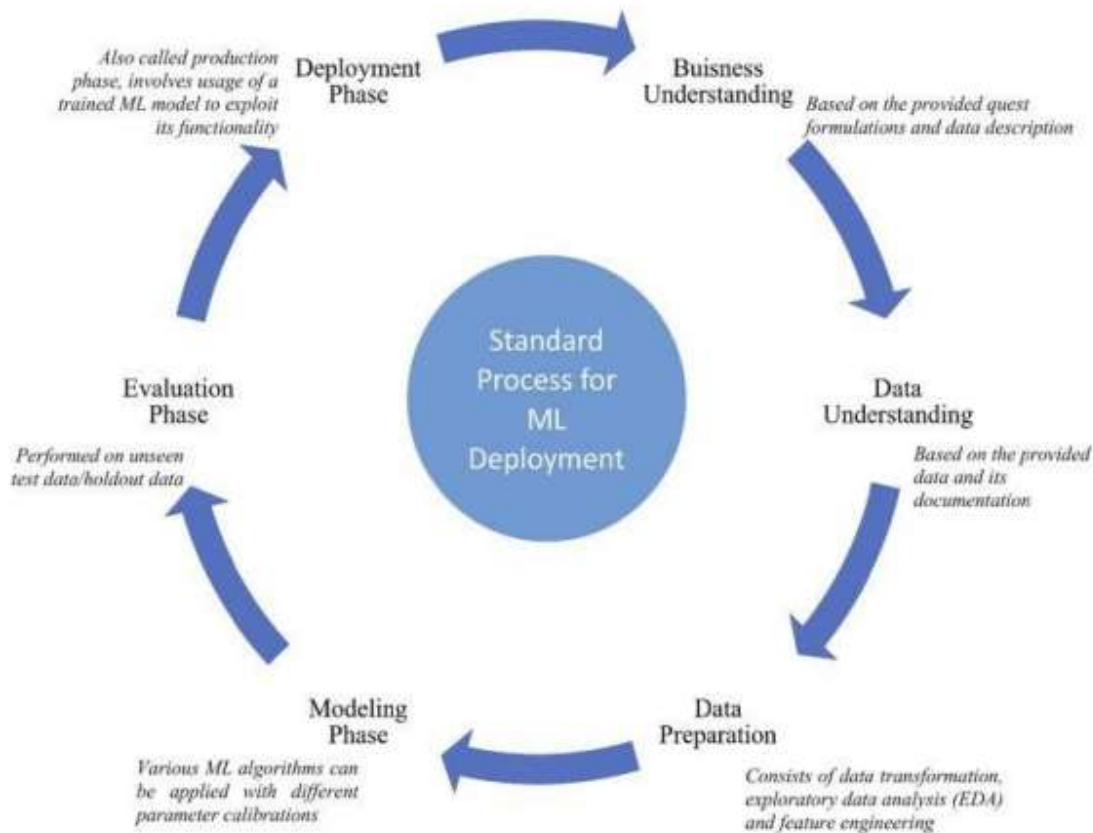 Deployment
Phase
Also called production
phase, involves usage of a
trained ML model to exploit
its functionality
Buisness
Understanding
Based on the provided quest
formulations and data description
Standard
Process for
ML
Deployment
Evaluation
Phase
Performed on unseen
test data/holdout data
Data
Understanding
Based on the provided
data and its
documentation
Modeling
Phase
Various ML algorithms can
be applied with different
parameter calibrations
Data
Preparation
Consists of data transformation,
exploratory data analysis (EDA)
and feature engineering